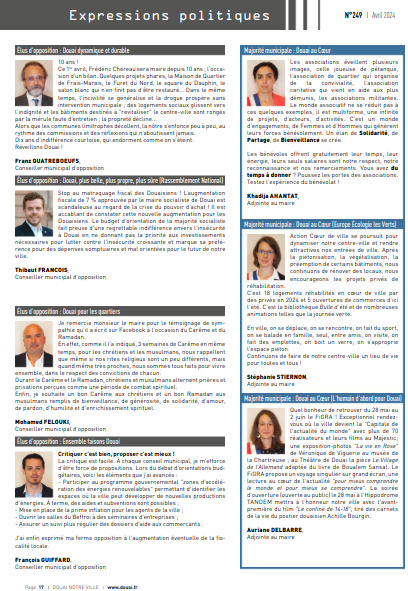 Expressions politiques
N°249 | Avril 2024
Élus d'opposition : Douai dynamique et durable
10 ans !
Ce 1er avril, Frédéric Chéreau sera maire depuis 10 ans ; l'occa-
sion d'un bilan. Quelques projets phares, la Maison de Quartier
de Frais-Marais, le Furet du Nord, le square du Dauphin, le
salon blanc qui n'en finit pas d'être restauré... Dans le même
temps, l'incivilité se généralise et la drogue prospère sans
intervention municipale ; des logements sociaux glissent vers
l'indignité et les bâtiments destinés à "revitaliser" le centre-ville sont rongés
par la mérule faute d'entretien ; la propreté décline...
Alors que les communes limitrophes décollent, la nôtre s'enfonce peu à peu, au
rythme des commissions et des réflexions qui n'aboutissent jamais.
Dix ans d'indifférence courtoise, qui endorment comme on s'éteint.
Réveillons Douai !
Franz QUATREBOEUFS,
Conseiller municipal d'opposition
Élus d'opposition : Douai, plus belle, plus propre, plus sûre (Rassemblement National)
Stop au matraquage fiscal des Douaisiens ! L'augmentation
fiscale de 7 % approuvée par le maire socialiste de Douai est
scandaleuse au regard de la crise du pouvoir d'achat ! Il est
accablant de constater cette nouvelle augmentation pour les
Douaisiens. Le budget d'orientation de la majorité socialiste
fait preuve d'une regrettable indifférence envers l'insécurité
à Douai en ne donnant pas la priorité aux investissements
nécessaires pour lutter contre l'insécurité croissante et marque sa préfé-
rence pour des dépenses somptuaires et mal orientées pour le futur de notre
ville.
Thibaut FRANCOIS,
Conseiller municipal d'opposition
Élus d'opposition : Douai pour les quartiers
Je remercie monsieur le maire pour le témoignage de sym-
pathie qu'il a écrit sur Facebook à l'occasion du Carême et du
Ramadan.
En effet, comme il l'a indiqué, 3 semaines de Carême en même
temps, pour les chrétiens et les musulmans, nous rappellent
que même si nos rites religieux sont un peu différents, mais
quand même très proches, nous sommes tous faits pour vivre
ensemble, dans le respect des convictions de chacun.
Durant le Carême et le Ramadan, chrétiens et musulmans alternent prières et
privations perçues comme une période de combat spirituel.
Enfin, je souhaite un bon Carême aux chrétiens et un bon Ramadan aux
musulmans remplis de bienveillance, de générosité, de solidarité, d'amour,
de pardon, d'humilité et d'enrichissement spirituel.
Mohamed FELOUKI,
Conseiller municipal d'opposition
Élus d'opposition : Ensemble faisons Douai
Critiquer c'est bien, proposer c'est mieux !
La critique est facile. À chaque conseil municipal, je m'efforce
d'être force de propositions. Lors du débat d'orientations bud-
gétaires, voici les éléments que j'ai avancés :
- Participer au programme gouvernemental "zones d'accélé-
ration des énergies renouvelables" permettant d'identifier les
espaces où la ville peut développer de nouvelles productions
d'énergies. À terme, des aides et subventions sont possibles ;
- Mise en place de la prime inflation pour les agents de la ville ;
- Ouvrir les salles du Beffroi à des séminaires d'entreprises ;
- Assurer un suivi plus régulier des dossiers d'aide aux commerçants.
J'ai enfin exprimé ma ferme opposition à l'augmentation éventuelle de la fis-
calité locale.
François GUIFFARD,
Conseiller municipal d'opposition
Majorité municipale : Douai au Cœur
Les associations éveillent plusieurs
images, celle joueuse de pétanque,
l'association de quartier qui organise
de la convivialité, l'association
caritative qui vient en aide aux plus
démunis, les associations militantes.
Le monde associatif ne se réduit pas à
ces quelques exemples, il est multiforme, une infinité
de projets, d'acteurs, d'activités. C'est un monde
d'engagements, de Femmes et d'Hommes qui génèrent
leurs forces bénévolement. Un élan de Solidarité, de
Partage, de Bienveillance se crée.
Les bénévoles offrent gratuitement leur temps, leur
énergie, leurs seuls salaires sont notre respect, notre
reconnaissance et nos remerciements. Vous avez du
temps à donner ? Poussez les portes des associations.
Testez l'expérience du bénévolat !
Khadija AHANTAT,
Adjointe au maire
Majorité municipale : Douai au Cœur (Europe Écologie les Verts)
Action Cœur de ville se poursuit pour
dynamiser notre centre-ville et rendre
attractives nos entrées de ville. Après
la piétonisation, la végétalisation, la
préemption de certains bâtiments, nous
continuons de rénover des locaux, nous
encourageons les projets privés de
réhabilitation.
C'est 18 logements réhabilités en cœur de ville par
des privés en 2024 et 5 ouvertures de commerces d'ici
l'été. C'est la bibliothèque Bulle d'été et de nombreuses
animations telles que la journée verte.
En ville, on se déplace, on se rencontre, on fait du sport,
on se balade en famille, seul, entre amis, on visite, on
fait des emplettes, on boit un verre, on s'approprie
l'espace piéton.
Continuons de faire de notre centre-ville un lieu de vie
pour toutes et tous !
Stéphanie STIERNON,
Adjointe au maire
Majorité municipale : Douai au Cœur (L'humain d'abord pour Douai)
Quel bonheur de retrouver du 28 mai au
2 juin le FIGRA ! Exceptionnel rendez-
vous où la ville devient la "Capitale de
l'actualité du monde" avec plus de 70
réalisateurs et leurs films au Majestic;
une exposition-photos "La vie en Rose"
de Véronique de Viguerie au musée de
la Chartreuse ; au Théâtre de Douai la pièce Le Village
de l'Allemand adaptée du livre de Boualem Sansal. Le
FIGRA propose un voyage singulier sur grand écran, une
lecture au cœur de l'actualité "pour mieux comprendre
le monde et pour mieux se comprendre". La soirée
d'ouverture (ouverte au public) le 28 mai à l'Hippodrome
TANDEM mettra à l'honneur notre ville avec l'avant-
première du film "Le confiné de 14-18", tiré des carnets
de la vie du postier douaisien Achille Bourgin.
Auriane DELBARRE,
Adjointe au maire
Page 17 | DOUAI NOTRE VILLE | www.douai.fr